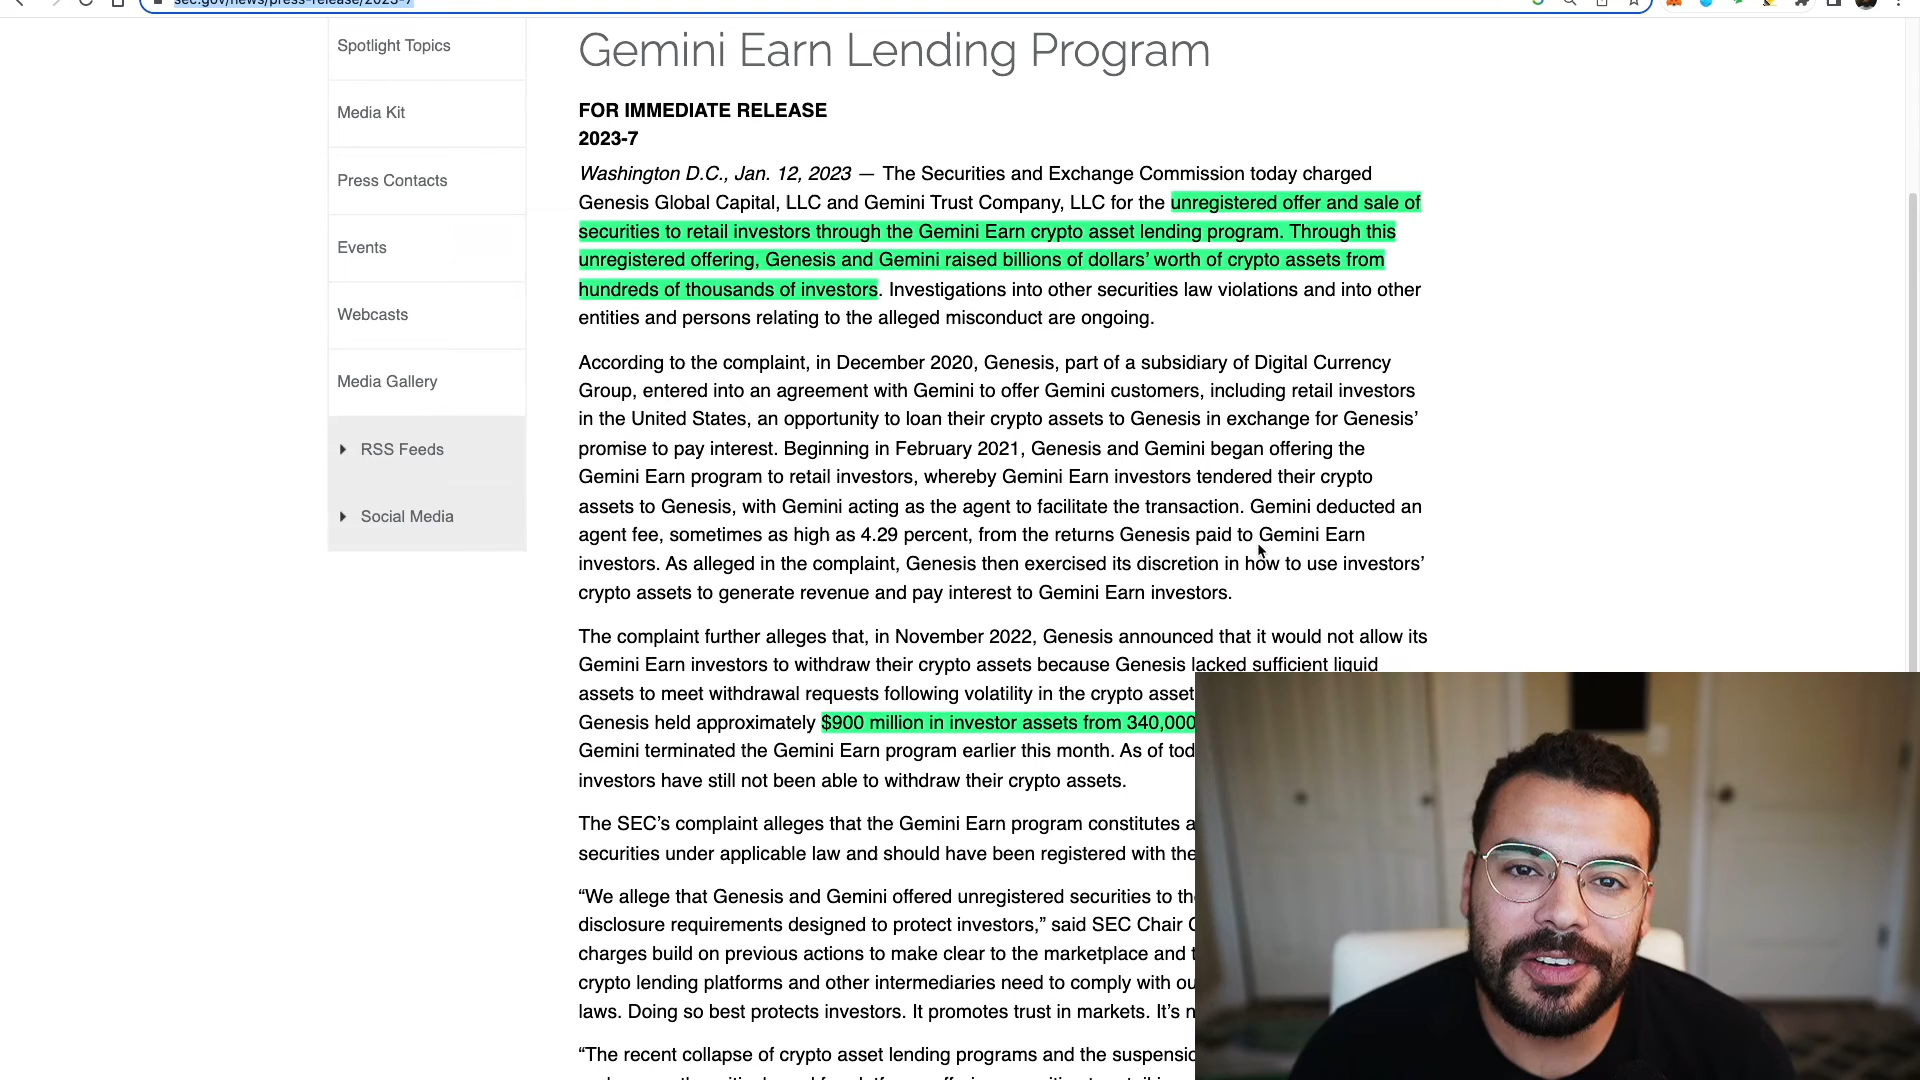 sec.gov/news/press-release/2023-7
Spotlight Topics
Media Kit
Press Contacts
Events
Webcasts
Media Gallery
RSS Feeds
Social Media
Gemini Earn Lending Program
FOR IMMEDIATE RELEASE
2023-7
Washington D.C., Jan. 12, 2023 — The Securities and Exchange Commission today charged
Genesis Global Capital, LLC and Gemini Trust Company, LLC for the unregistered offer and sale of
securities to retail investors through the Gemini Earn crypto asset lending program. Through this
unregistered offering, Genesis and Gemini raised billions of dollars’ worth of crypto assets from
hundreds of thousands of investors. Investigations into other securities law violations and into other
entities and persons relating to the alleged misconduct are ongoing.
According to the complaint, in December 2020, Genesis, part of a subsidiary of Digital Currency
Group, entered into an agreement with Gemini to offer Gemini customers, including retail investors
in the United States, an opportunity to loan their crypto assets to Genesis in exchange for Genesis’
promise to pay interest. Beginning in February 2021, Genesis and Gemini began offering the
Gemini Earn program to retail investors, whereby Gemini Earn investors tendered their crypto
assets to Genesis, with Gemini acting as the agent to facilitate the transaction. Gemini deducted an
agent fee, sometimes as high as 4.29 percent, from the returns Genesis paid to Gemini Earn
investors. As alleged in the complaint, Genesis then exercised its discretion in how to use investors’
crypto assets to generate revenue and pay interest to Gemini Earn investors.
The complaint further alleges that, in November 2022, Genesis announced that it would not allow its
Gemini Earn investors to withdraw their crypto assets because Genesis lacked sufficient liquid
assets to meet withdrawal requests following volatility in the crypto asset
Genesis held approximately $900 million in investor assets from 340,000
Gemini terminated the Gemini Earn program earlier this month. As of tod
investors have still not been able to withdraw their crypto assets.
The SEC’s complaint alleges that the Gemini Earn program constitutes a
securities under applicable law and should have been registered with the
“We allege that Genesis and Gemini offered unregistered securities to th
disclosure requirements designed to protect investors,” said SEC Chair
charges build on previous actions to make clear to the marketplace and
crypto lending platforms and other intermediaries need to comply with ou
laws. Doing so best protects investors. It promotes trust in markets. It’s n
“The recent collapse of crypto asset lending programs and the suspensio